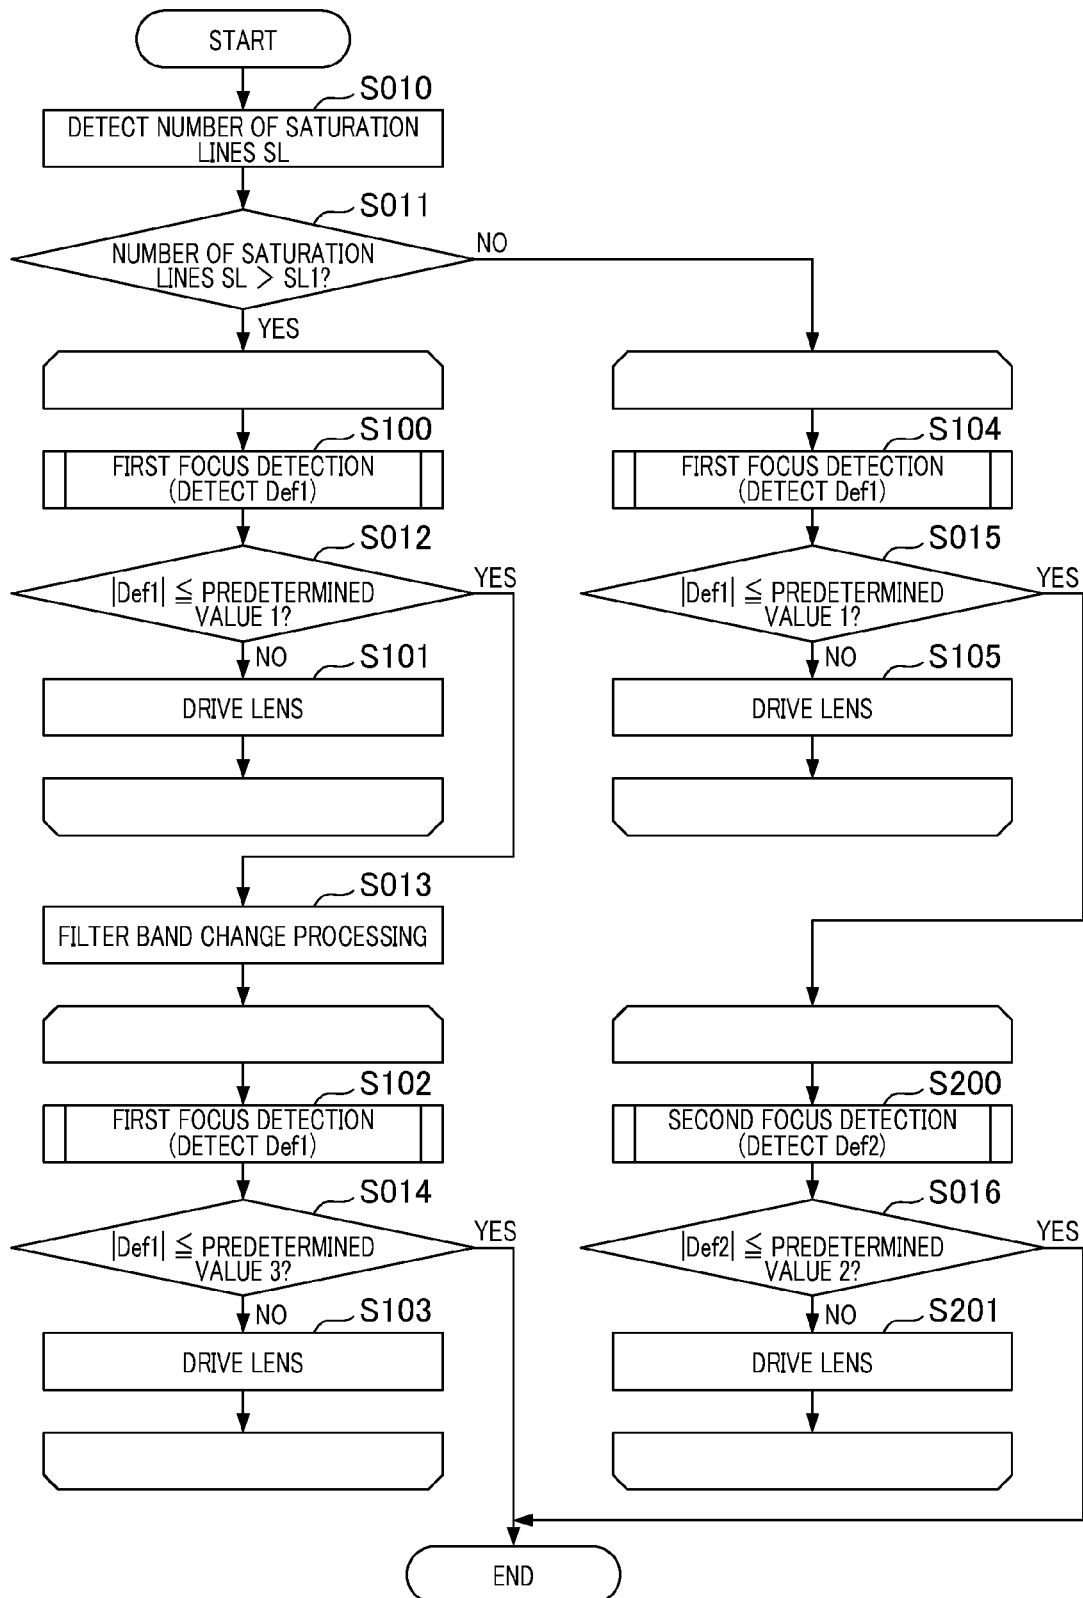 START
S010
DETECT NUMBER OF SATURATION
LINES SL
S011
NUMBER OF SATURATION
LINES SL > SL1?
NO
YES
S100
FIRST FOCUS DETECTION
(DETECT Def1)
S012
|Def1| ≦ PREDETERMINED
VALUE 1?
YES
NO
S101
DRIVE LENS
S013
FILTER BAND CHANGE PROCESSING
S102
FIRST FOCUS DETECTION
(DETECT Def1)
S014
|Def1| ≦ PREDETERMINED
VALUE 3?
YES
NO
S103
DRIVE LENS
S104
FIRST FOCUS DETECTION
(DETECT Def1)
S015
|Def1| ≦ PREDETERMINED
VALUE 1?
YES
NO
S105
DRIVE LENS
S200
SECOND FOCUS DETECTION
(DETECT Def2)
S016
|Def2| ≦ PREDETERMINED
VALUE 2?
YES
NO
S201
DRIVE LENS
END